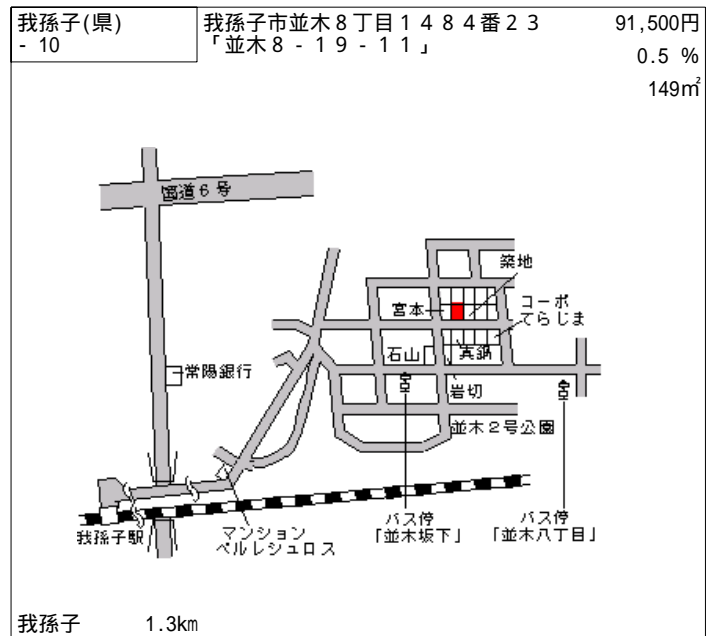 我孫子(県)
- 10
我孫子市並木８丁目１４８４番２３
「並木８-１９-１１」
91,500円
0.5 %
149㎡
国道６号
築地
コーポ
てらじま
宮本
石山
真鍋
常陽銀行
岩切
並木２号公園
我孫子駅
マンション
ベルレシュロス
バス停
「並木坂下」
バス停
「並木八丁目」
我孫子 1.3km